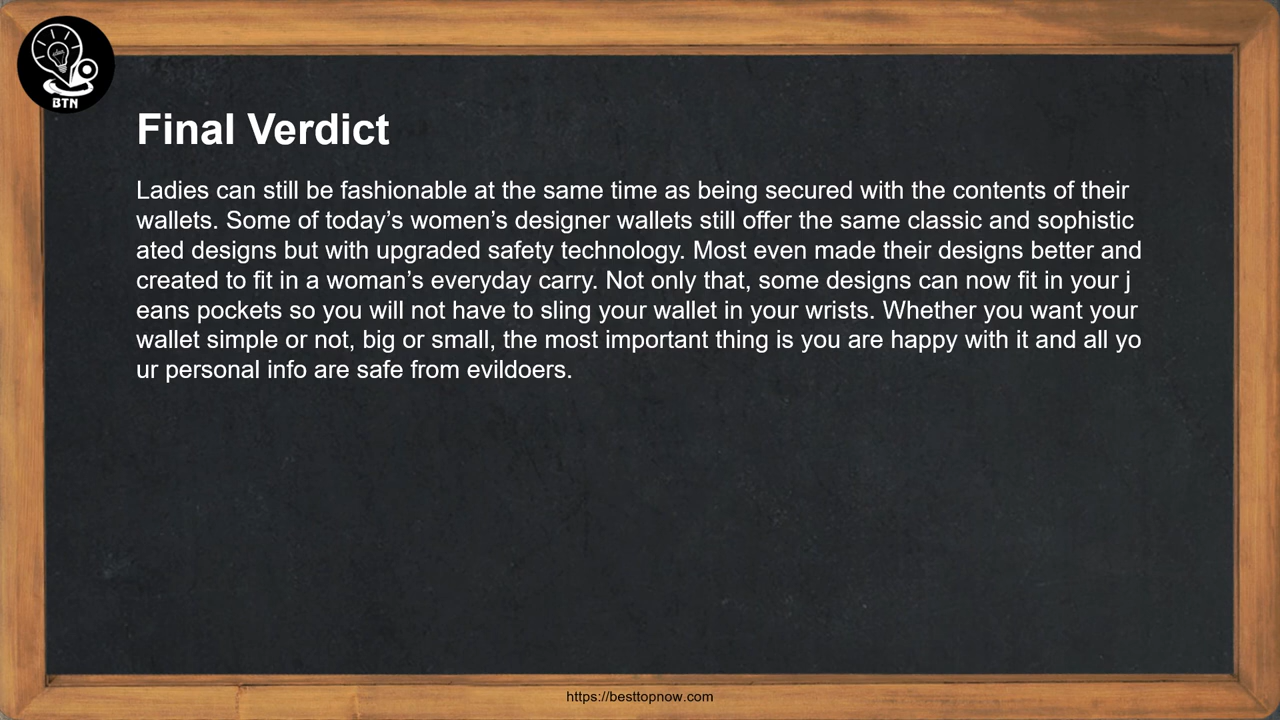 BTN
Final Verdict
Ladies can still be fashionable at the same time as being secured with the contents of their
wallets. Some of today’s women’s designer wallets still offer the same classic and sophistic
ated designs but with upgraded safety technology. Most even made their designs better and
created to fit in a woman’s everyday carry. Not only that, some designs can now fit in your j
eans pockets so you will not have to sling your wallet in your wrists. Whether you want your
wallet simple or not, big or small, the most important thing is you are happy with it and all yo
ur personal info are safe from evildoers.
https://besttopnow.com